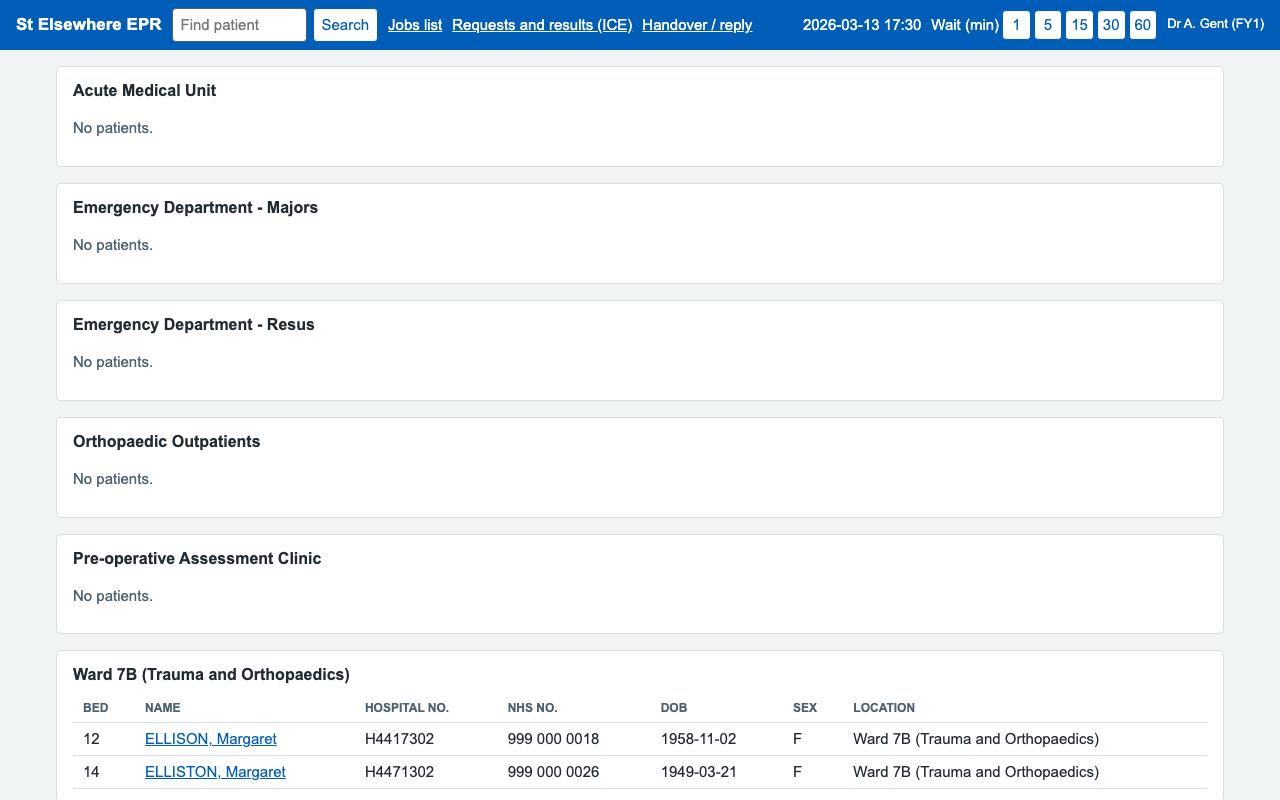 St Elsewhere EPR Find patient Search Jobs list Requests and results (ICE) Handover / reply 2026-03-13 17:30 Wait (min) 1 5 15 30 60 Dr A. Gent (FY1)
Acute Medical Unit
No patients.
Emergency Department - Majors
No patients.
Emergency Department - Resus
No patients.
Orthopaedic Outpatients
No patients.
Pre-operative Assessment Clinic
No patients.
Ward 7B (Trauma and Orthopaedics)
BED NAME HOSPITAL NO. NHS NO. DOB SEX LOCATION
12 ELLISON, Margaret H4417302 999 000 0018 1958-11-02 F Ward 7B (Trauma and Orthopaedics)
14 ELLISTON, Margaret H4471302 999 000 0026 1949-03-21 F Ward 7B (Trauma and Orthopaedics)